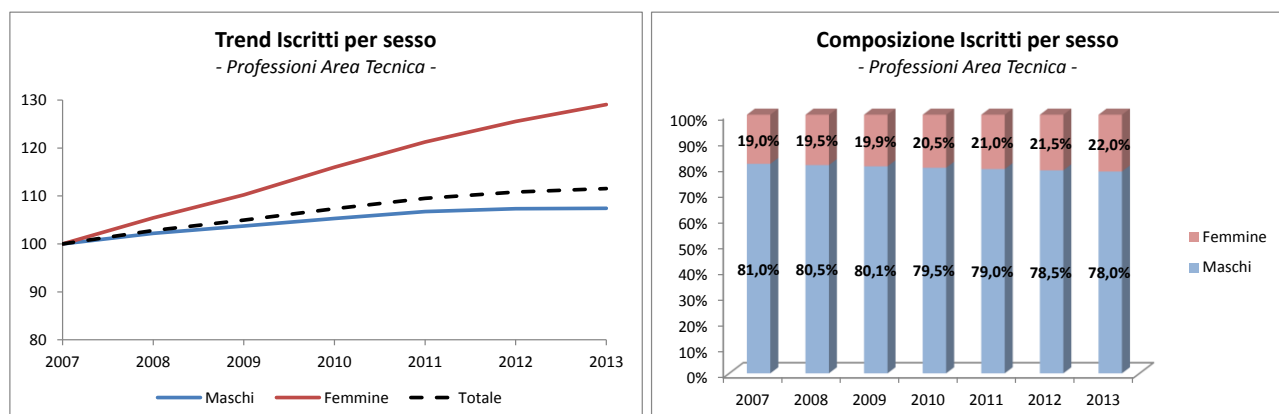 Trend Iscritti per sesso
- Professioni Area Tecnica -
130
120
110
100
90
80
2007 2008 2009 2010 2011 2012 2013
Maschi Femmine Totale
Composizione Iscritti per sesso
- Professioni Area Tecnica -
100%
90%
80%
70%
60%
50%
40%
30%
20%
10%
0%
19,0% 19,5% 19,9% 20,5% 21,0% 21,5% 22,0%
81,0% 80,5% 80,1% 79,5% 79,0% 78,5% 78,0%
2007 2008 2009 2010 2011 2012 2013
Femmine
Maschi